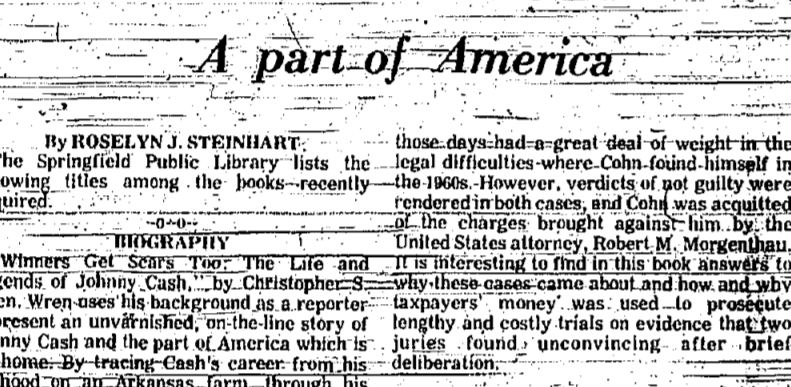 A part of America
By ROSELYN J. STEINHART
he Springfield Public Library lists the
owing titles among the books recently
uired.
--o--o--
BIOGRAPHY
Winners Get Scars Too: The Life and
ends of Johnny Cash," by Christopher S.
en. Wren uses his background as a reporter
present an unvarnished, on-the-line story of
nny Cash and the part of America which is
home. By tracing Cash's career from his
hood on an Arkansas farm through his
those days had a great deal of weight in the
legal difficulties where Cohn found himself in
the 1960s. However, verdicts of not guilty were
rendered in both cases, and Cohn was acquitted
of the charges brought against him by the
United States attorney, Robert M. Morgenthau.
It is interesting to find in this book answers to
why these cases came about and how and why
taxpayers' money was used to prosecute
lengthy and costly trials on evidence that two
juries found unconvincing after brief
deliberation.